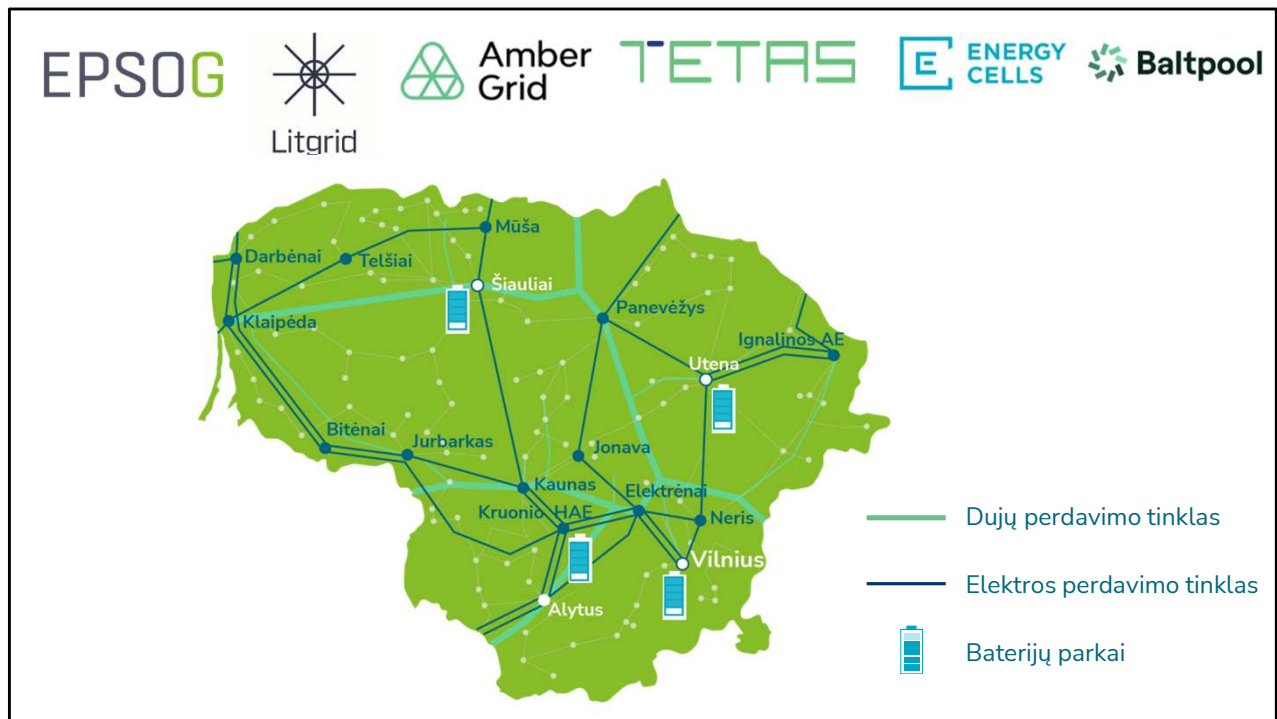 EPSOG
Litgrid
Amber
Grid
TETAS
ENERGY
CELLS
Baltpool
Mūša
Darbėnai
Telšiai
Šiauliai
Klaipėda
Panevėžys
Ignalinos AE
Utena
Bitėnai
Jurbarkas
Jonava
Kaunas
Elektrėnai
Kruonio HAE
Neris
Vilnius
Alytus
Dujų perdavimo tinklas
Elektros perdavimo tinklas
Baterijų parkai